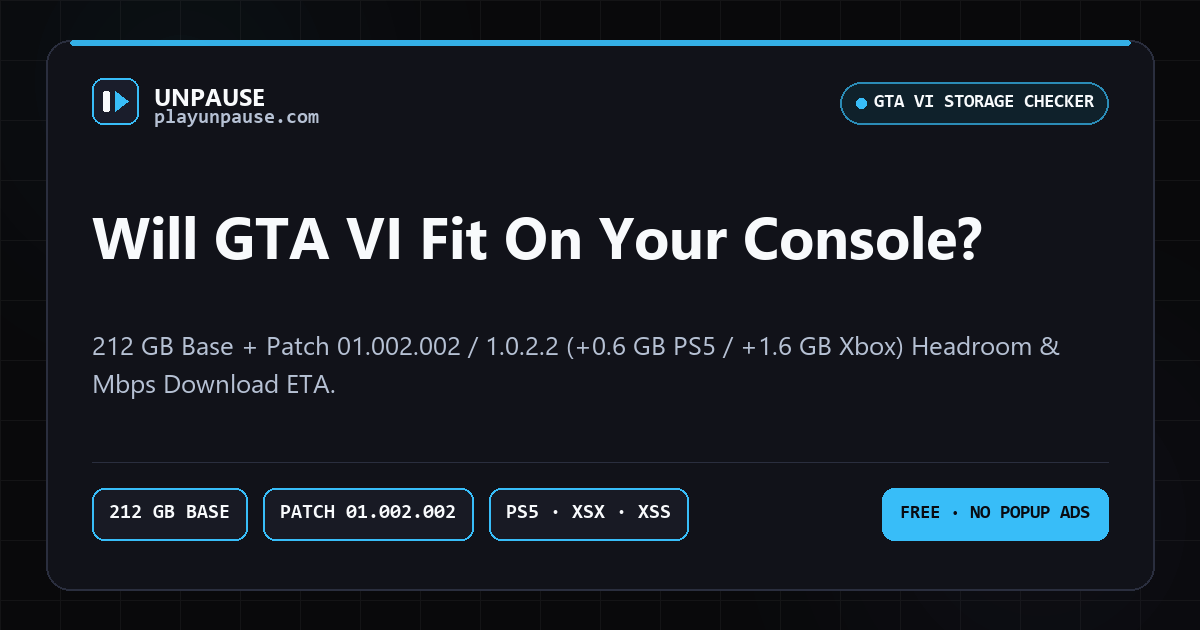 UNPAUSE
playunpause.com
GTA VI STORAGE CHECKER
Will GTA VI Fit On Your Console?
212 GB Base + Patch 01.002.002 / 1.0.2.2 (+0.6 GB PS5 / +1.6 GB Xbox) Headroom &
Mbps Download ETA.
212 GB BASE
PATCH 01.002.002
PS5 · XSX · XSS
FREE · NO POPUP ADS